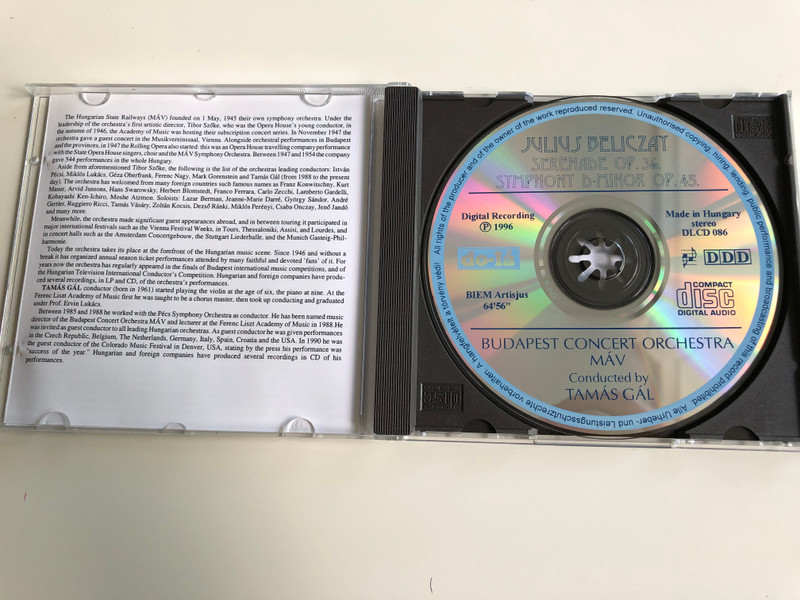 The Hungarian State Railways (MÁV) founded on 1 May, 1945 their own symphony orchestra. Under the
leadership of the orchestra's first artistic director, Tibor Szőke, who was the Opera House's young conductor, in
the autumn of 1946, the Academy of Music was hosting their subscription concert series. In November 1947 the
orchestra gave a guest concert in the Musikvereinssaal, Vienna. Alongside orchestral performances in Budapest
and the provinces, in 1947 the Rolling Opera also started: this was an Opera House travelling company performance
with the State Opera House singers, choir and the MÁV Symphony Orchestra. Between 1947 and 1954 the company
gave 544 performances in the whole Hungary.
Aside from aforementioned Tibor Szőke, the following is the list of the orchestras leading conductors: István
Pécsi, Miklós Lukács, Géza Oberfrank, Ferenc Nagy, Mark Gorenstein and Tamás Gál (from 1988 to the present
day). The orchestra has welcomed from many foreign countries such famous names as Franz Konwitschny, Kurt
Masur, Arvid Jansons, Hans Swarowsky, Herbert Blomstedt, Franco Ferrara, Carlo Zecchi, Lamberto Gardelli,
Kobayashi Ken-Ichiro, Moshe Atzmon. Soloists: Lazar Berman, Jeanne-Marie Darré, György Sándor, André
Gertler, Ruggiero Ricci, Tamás Vásáry, Zoltán Kocsis, Dezső Ránki, Miklós Perényi, Csaba Onczay, Jenő Jandó
and many more.
Meanwhile, the orchestra made significant guest appearances abroad, and in between touring it participated in
major international festivals such as the Vienna Festival Weeks, in Tours, Thessaloniki, Assisi, and Lourdes, and
in concert halls such as the Amsterdam Concertgebouw, the Stuttgart Liederhalle, and the Munich Gasteig-Phil-
harmonie.
Today the orchestra takes its place at the forefront of the Hungarian music scene. Since 1946 and without a
break it has organized annual season ticket performances attended by many faithful and devoted 'fans' of it. For
years now the orchestra has regularly appeared in the finals of Budapest international music competitions, and of
the Hungarian Television International Conductor's Competition. Hungarian and foreign companies have produ-
ced several recordings, in LP and CD, of the orchestra's performances.
TAMÁS GÁL conductor (born in 1961) started playing the violin at the age of six, the piano at nine. At the
Ferenc Liszt Academy of Music first he was taught to be a chorus master, then took up conducting and graduated
under Prof. Ervin Lukács.
Between 1985 and 1988 he worked with the Pécs Symphony Orchestra as conductor. He has been named music
director of the Budapest Concert Orchestra MÁV and lecturer at the Ferenc Liszt Academy of Music in 1988. He
was invited as guest conductor to all leading Hungarian orchestras. As guest conductor he was given performances
in the Czech Republic, Belgium, The Netherlands, Germany, Italy, Spain, Croatia and the USA. In 1990 he was
the guest conductor of the Colorado Music Festival in Denver, USA, stating by the press his performance was
"success of the year." Hungarian and foreign companies have produced several recordings in CD of his
performances.
All rights of the producer and of the owner of the work reproduced reserved. Unauthorised copying, hiring, lending, public performance and broadcasting of this record prohibited. Alle Urheber- und Leistungsschutzrechte vorbehalten. A hangfelvételt a törvény védi!
JULIUS BELICZAY
SERENADE OP. 36.
SYMPHONY D-MINOR OP. 45.
Digital Recording
Ⓟ 1996
Made in Hungary
stereo
DLCD 086
DDD
BIEM Artisjus
64'56"
COMPACT
disc
DIGITAL AUDIO
BUDAPEST CONCERT ORCHESTRA
MÁV
Conducted by
TAMÁS GÁL